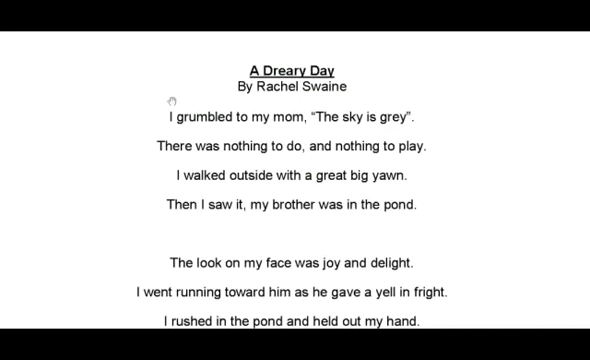 A Dreary Day
By Rachel Swaine
I grumbled to my mom, “The sky is grey”.
There was nothing to do, and nothing to play.
I walked outside with a great big yawn.
Then I saw it, my brother was in the pond.
The look on my face was joy and delight.
I went running toward him as he gave a yell in fright.
I rushed in the pond and held out my hand.